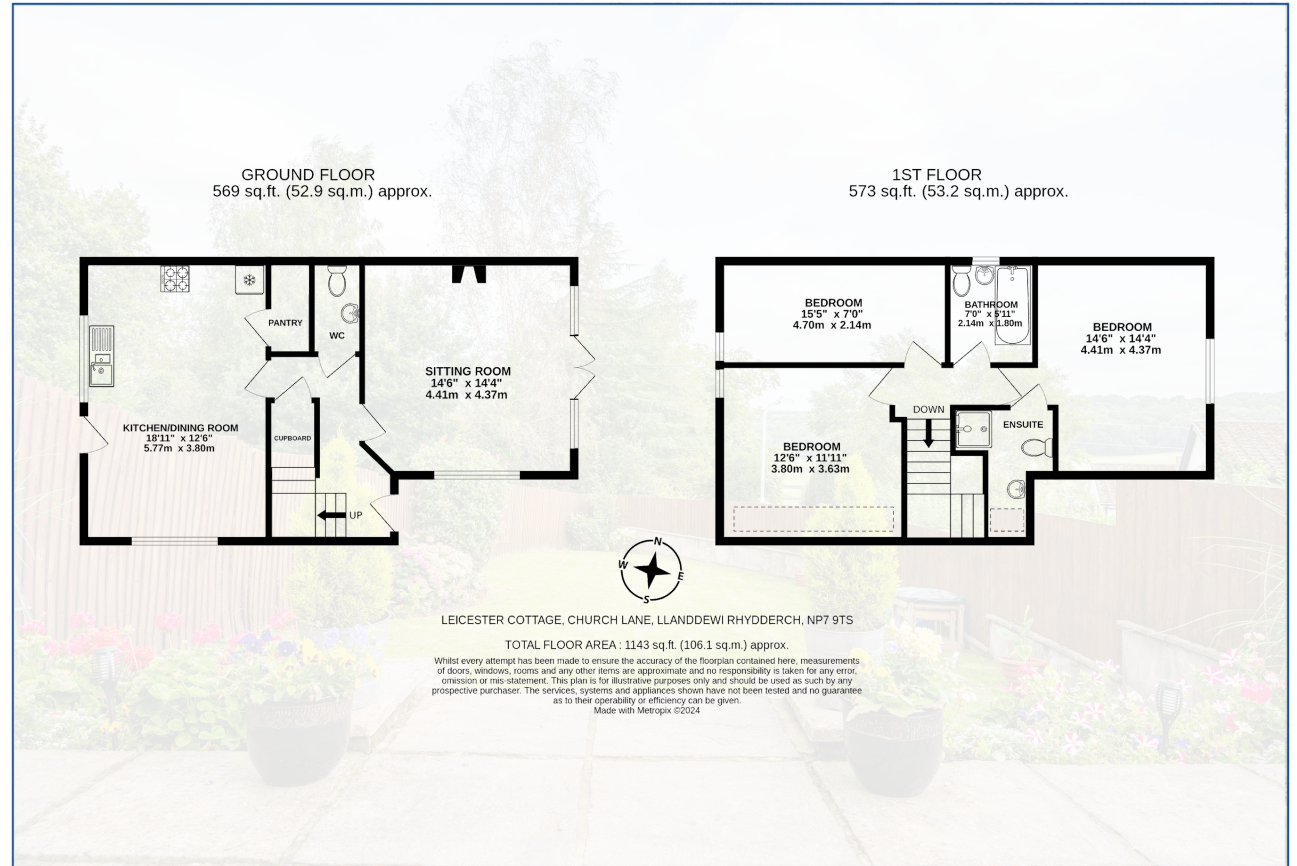 GROUND FLOOR
569 sq.ft. (52.9 sq.m.) approx.
PANTRY
WC
SITTING ROOM
14'6" x 14'4"
4.41m x 4.37m
KITCHEN/DINING ROOM
18'11" x 12'6"
5.77m x 3.80m
CUPBOARD
UP
1ST FLOOR
573 sq.ft. (53.2 sq.m.) approx.
BEDROOM
15'5" x 7'0"
4.70m x 2.14m
BATHROOM
7'0" x 5'11"
2.14m x 1.80m
BEDROOM
14'6" x 14'4"
4.41m x 4.37m
DOWN
ENSUITE
BEDROOM
12'6" x 11'11"
3.80m x 3.63m
N
W
E
S
LEICESTER COTTAGE, CHURCH LANE, LLANDDEWI RHYDDERCH, NP7 9TS
TOTAL FLOOR AREA : 1143 sq.ft. (106.1 sq.m.) approx.
Whilst every attempt has been made to ensure the accuracy of the floorplan contained here, measurements
of doors, windows, rooms and any other items are approximate and no responsibility is taken for any error,
omission or mis-statement. This plan is for illustrative purposes only and should be used as such by any
prospective purchaser. The services, systems and appliances shown have not been tested and no guarantee
as to their operability or efficiency can be given.
Made with Metropix ©2024